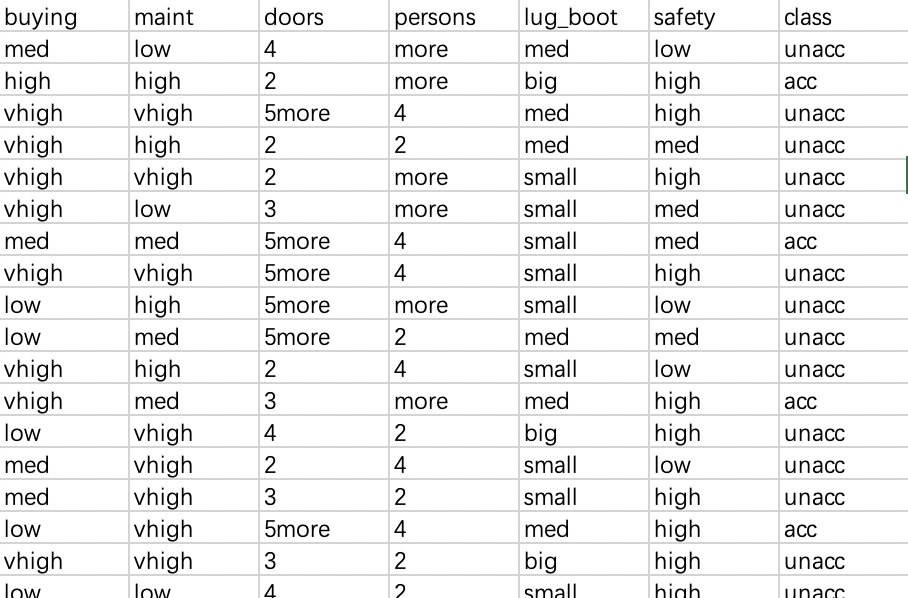 buying maint doors persons lug_boot safety class
med low 4 more med low unacc
high high 2 more big high acc
vhigh vhigh 5more 4 med high unacc
vhigh high 2 2 med med unacc
vhigh vhigh 2 more small high unacc
vhigh low 3 more small med unacc
med med 5more 4 small med acc
vhigh vhigh 5more 4 small high unacc
low high 5more more small low unacc
low med 5more 2 med med unacc
vhigh high 2 4 small low unacc
vhigh med 3 more med high acc
low vhigh 4 2 big high unacc
med vhigh 2 4 small low unacc
med vhigh 3 2 small high unacc
low vhigh 5more 4 med high acc
vhigh vhigh 3 2 big high unacc
low low 4 2 small high unacc